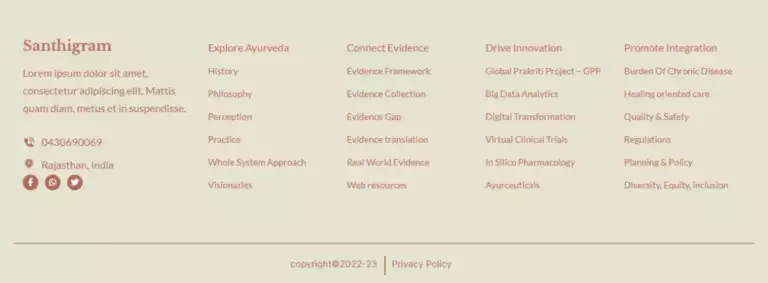 Santhigram
Lorem ipsum dolor sit amet,
consectetur adipiscing elit. Mattis
quam diam, metus et in suspendisse.
0430690069
Rajasthan, India
Explore Ayurveda
History
Philosophy
Perception
Practice
Whole System Approach
Visionaries
Connect Evidence
Evidence Framework
Evidence Collection
Evidence Gap
Evidence translation
Real World Evidence
Web resources
Drive Innovation
Global Prakriti Project – GPP
Big Data Analytics
Digital Transformation
Virtual Clinical Trials
In Silico Pharmacology
Ayurceuticals
Promote Integration
Burden Of Chronic Disease
Healing oriented care
Quality & Safety
Regulations
Planning & Policy
Diversity, Equity, inclusion
copyright©2022-23 | Privacy Policy